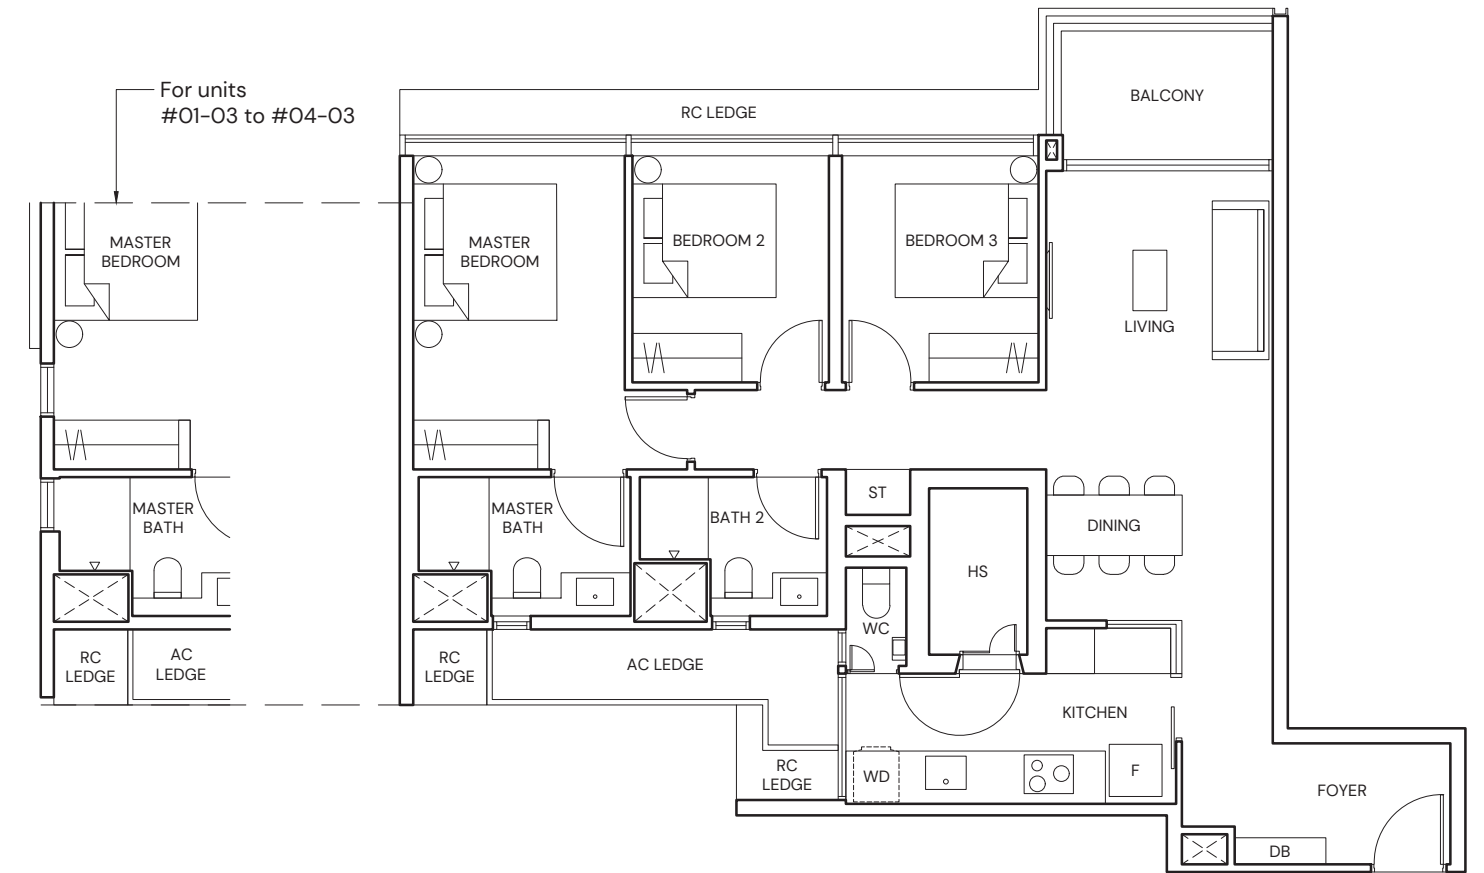 For units
#01-03 to #04-03
BALCONY
RC LEDGE
MASTER
BEDROOM
MASTER
BEDROOM
BEDROOM 2
BEDROOM 3
LIVING
MASTER
BATH
MASTER
BATH
BATH 2
ST
DINING
HS
WC
RC
LEDGE
AC
LEDGE
RC
LEDGE
AC LEDGE
KITCHEN
RC
LEDGE
WD
F
FOYER
DB